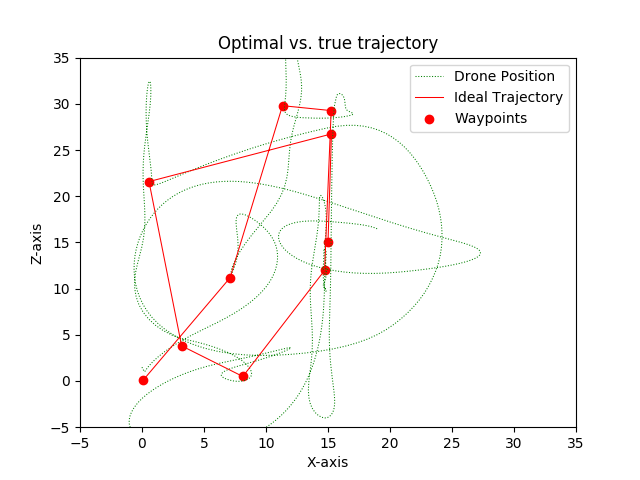 Optimal vs. true trajectory
Drone Position
Ideal Trajectory
Waypoints
35
30
25
20
15
10
5
0
−5
Z-axis
−5 0 5 10 15 20 25 30 35
X-axis